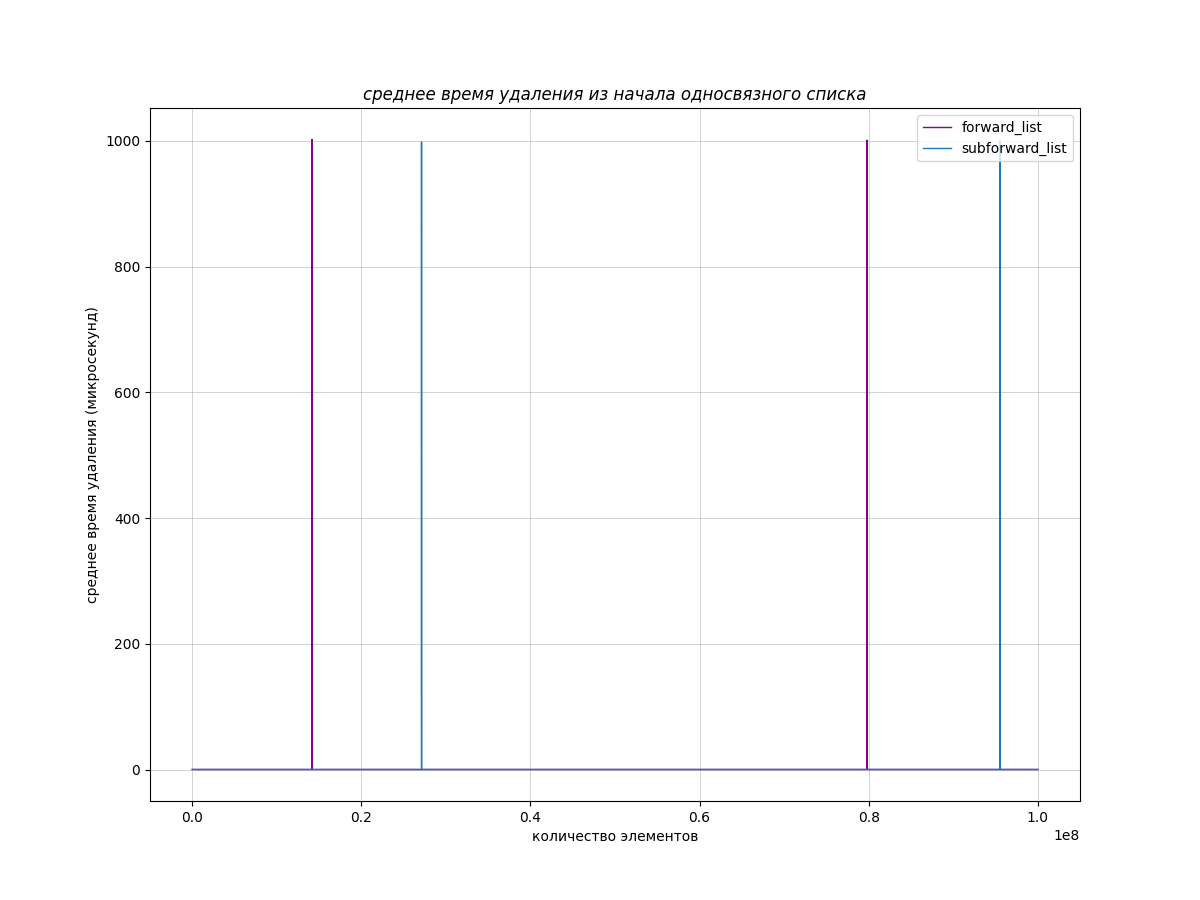 среднее время удаления из начала односвязного списка
forward_list
subforward_list
1000
800
600
400
200
0
среднее время удаления (микросекунд)
0.0 0.2 0.4 0.6 0.8 1.0
1e8
количество элементов